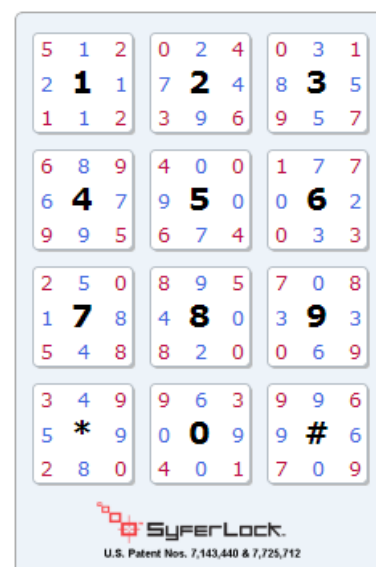 5 1 2 0 2 4 0 3 1
2 1 1 7 2 4 8 3 5
1 1 2 3 9 6 9 5 7
6 8 9 4 0 0 1 7 7
6 4 7 9 5 0 0 6 2
9 9 5 6 7 4 0 3 3
2 5 0 8 9 5 7 0 8
1 7 8 4 8 0 3 9 3
5 4 8 8 2 0 0 6 9
3 4 9 9 6 3 9 9 6
5 * 9 0 0 9 9 # 6
2 8 0 4 0 1 7 0 9
SyferLock.
U.S. Patent Nos. 7,143,440 & 7,725,712